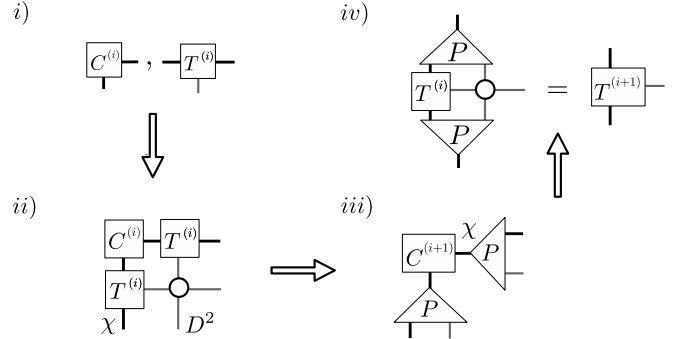 i)
C^(i) , T^(i)
ii)
C^(i) T^(i)
T^(i)
χ D^2
iii)
C^(i+1) χ P
P
iv)
P
T^(i) = T^(i+1)
P